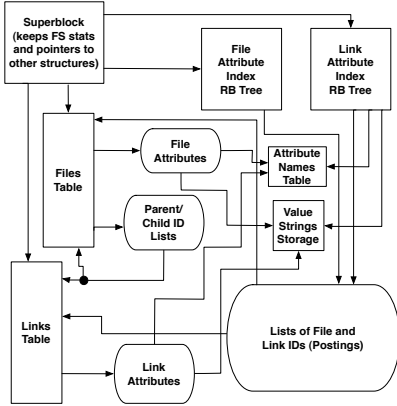 Superblock
(keeps FS stats
and pointers to
other structures)
File
Attribute
Index
RB Tree
Link
Attribute
Index
RB Tree
Files
Table
File
Attributes
Attribute
Names
Table
Parent/
Child ID
Lists
Value
Strings
Storage
Links
Table
Link
Attributes
Lists of File and
Link IDs (Postings)